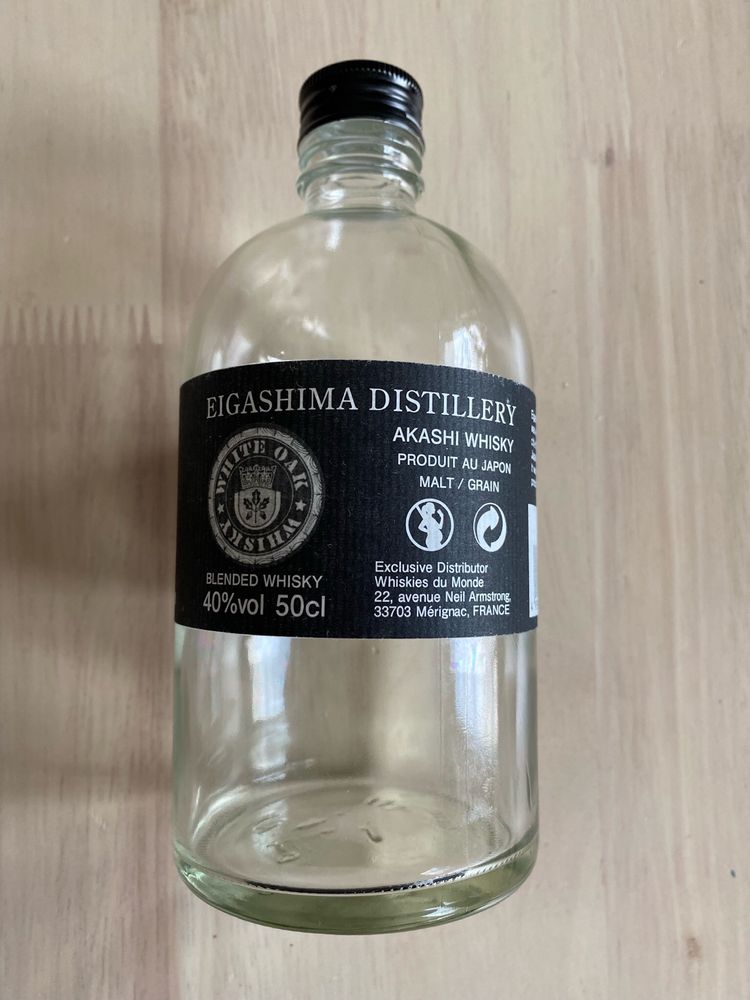 EIGASHIMA DISTILLERY
WHITE OAK
WHISKY
BLENDED WHISKY
40%vol 50cl
AKASHI WHISKY
PRODUIT AU JAPON
MALT / GRAIN
Exclusive Distributor
Whiskies du Monde
22, avenue Neil Armstrong,
33703 Mérignac, FRANCE